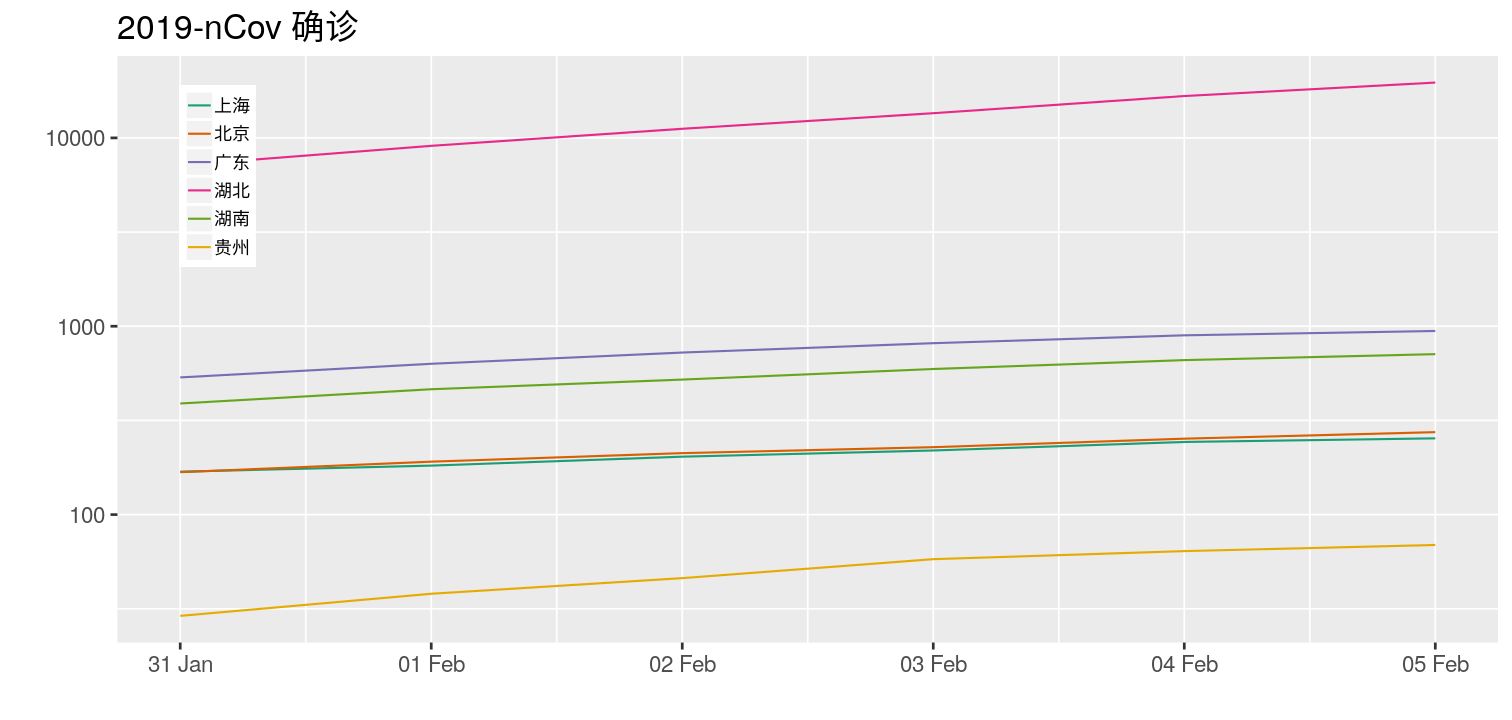 2019-nCov 确诊
上海
北京
广东
湖北
湖南
贵州
10000
1000
100
31 Jan
01 Feb
02 Feb
03 Feb
04 Feb
05 Feb